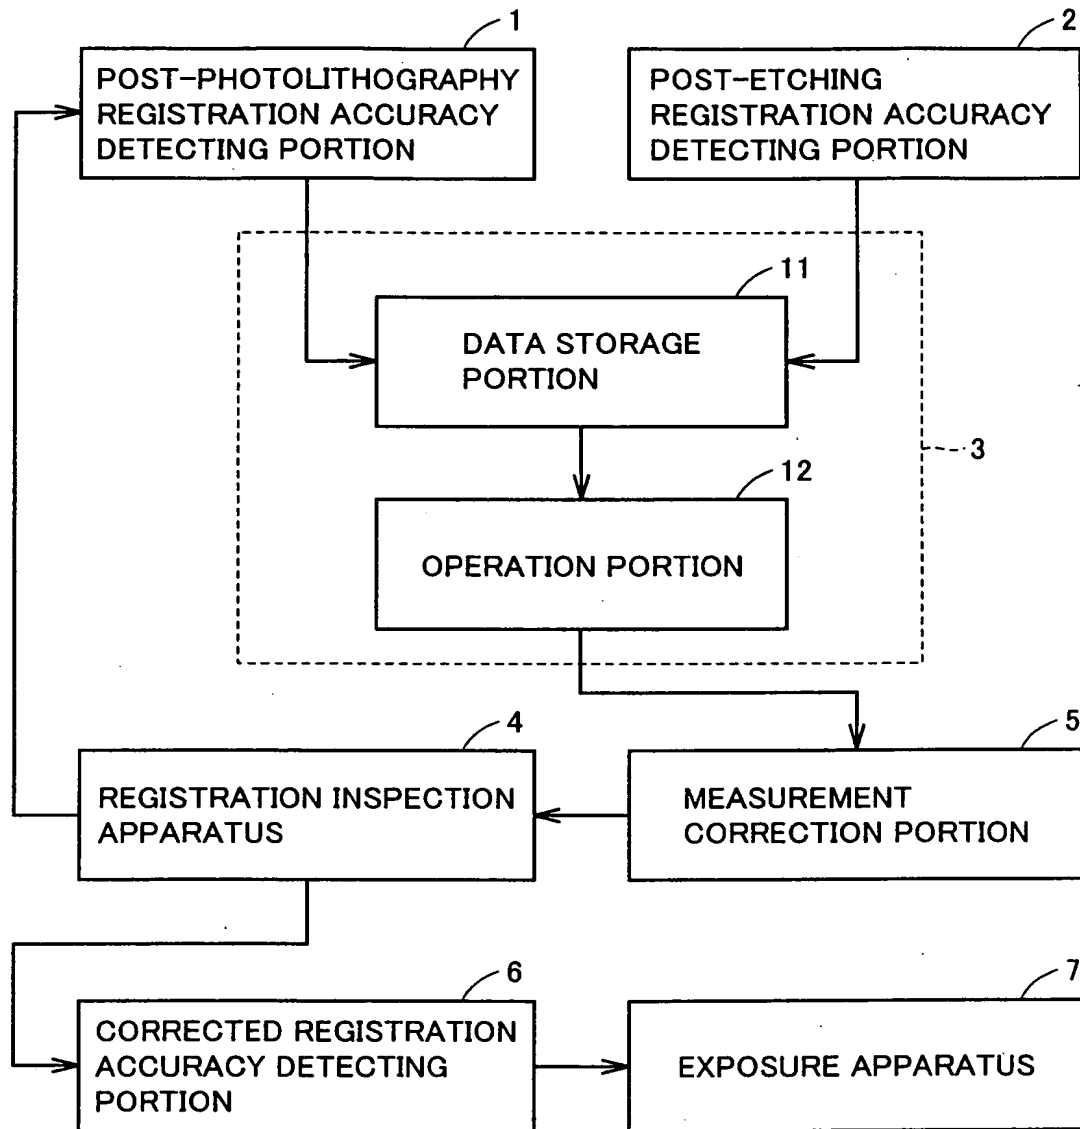 1
POST-PHOTOLITHOGRAPHY
REGISTRATION ACCURACY
DETECTING PORTION
2
POST-ETCHING
REGISTRATION ACCURACY
DETECTING PORTION
11
DATA STORAGE
PORTION
3
12
OPERATION PORTION
4
REGISTRATION INSPECTION
APPARATUS
5
MEASUREMENT
CORRECTION PORTION
6
CORRECTED REGISTRATION
ACCURACY DETECTING
PORTION
7
EXPOSURE APPARATUS